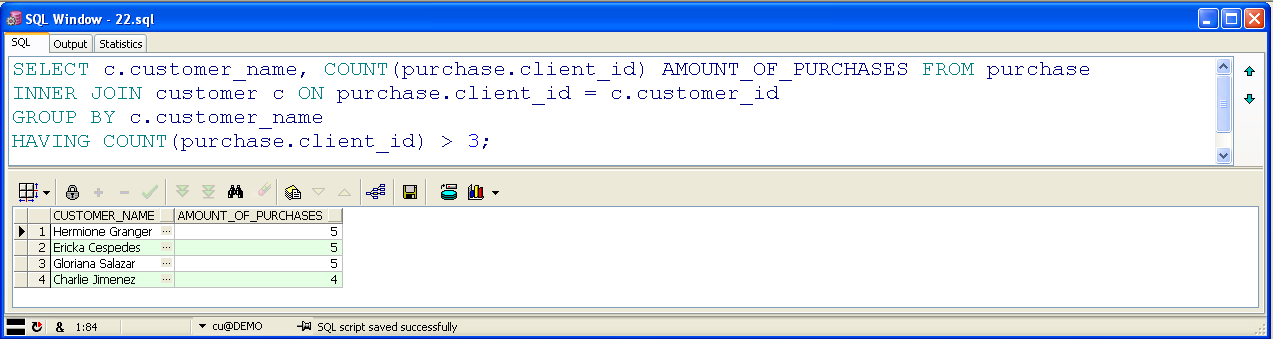 SQL Window - 22.sql
SQL Output Statistics
SELECT c.customer_name, COUNT(purchase.client_id) AMOUNT_OF_PURCHASES FROM purchase
INNER JOIN customer c ON purchase.client_id = c.customer_id
GROUP BY c.customer_name
HAVING COUNT(purchase.client_id) > 3;
CUSTOMER_NAME AMOUNT_OF_PURCHASES
1 Hermione Granger ... 5
2 Ericka Cespedes ... 5
3 Gloriana Salazar ... 5
4 Charlie Jimenez ... 4
& 1:84 cu@DEMO SQL script saved successfully